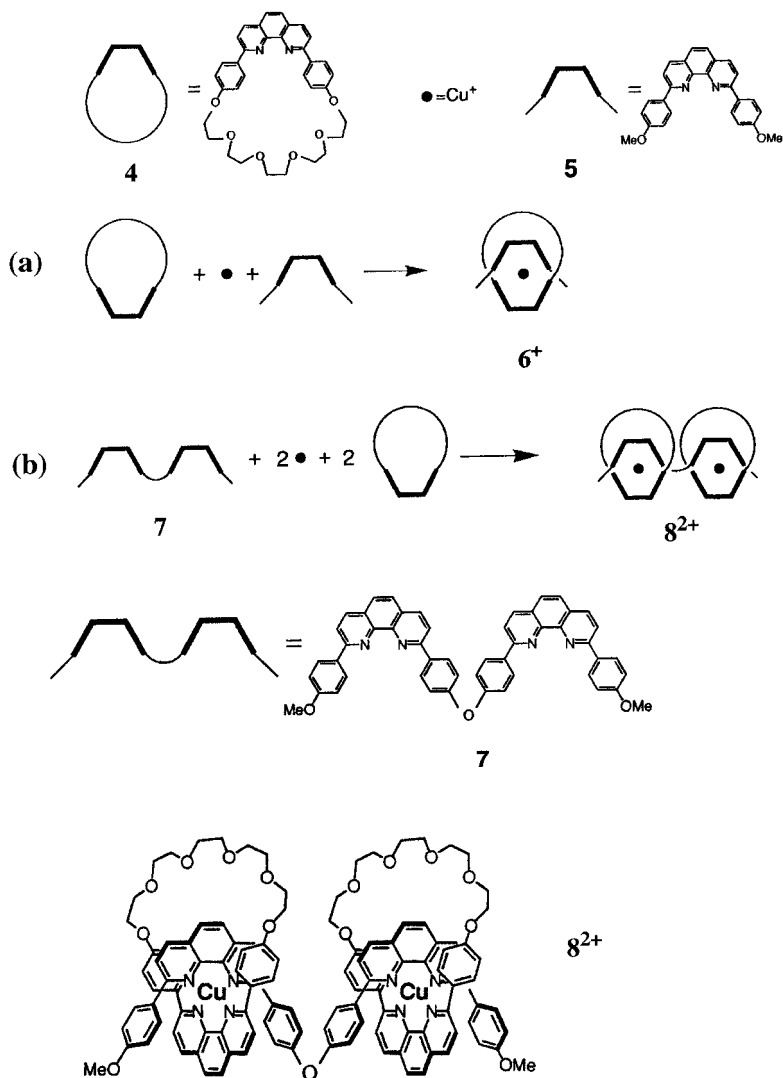 N N
= O O
O O
O O
4
●=Cu⁺
= N N
MeO OMe
5
(a) + ● + 
6⁺
(b) + 2 ● + 2
7
8²⁺
= N N N N
MeO O OMe
7
O O O O
O O O O
O O O O
8²⁺
N N N N
Cu Cu
N N N N
MeO O OMe